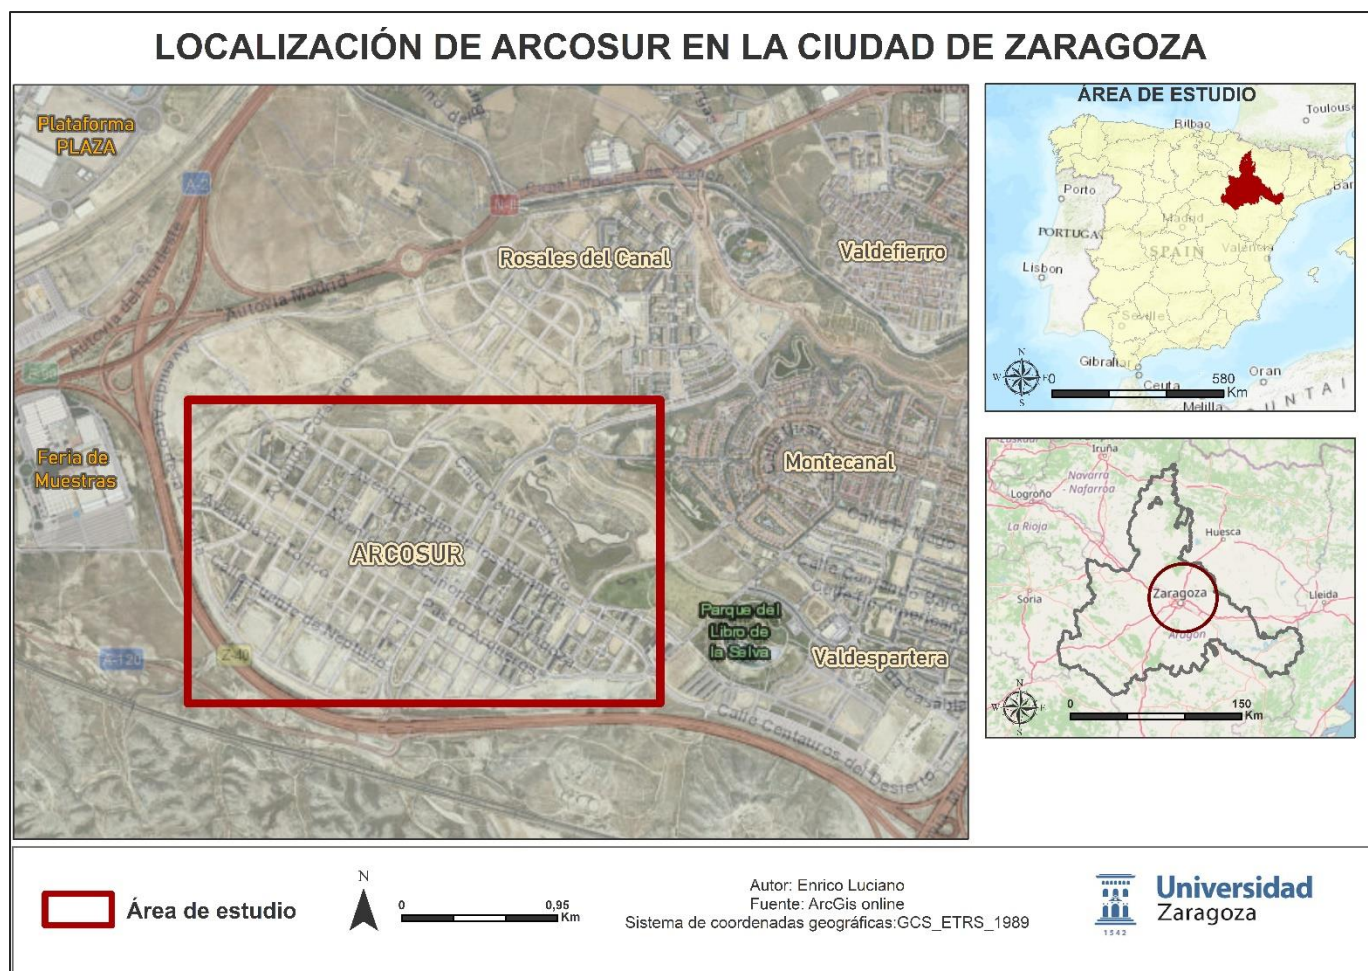 LOCALIZACIÓN DE ARCOSUR EN LA CIUDAD DE ZARAGOZA
Plataforma
PLAZA
A-2
Autovía del Nordeste
Autovía Madrid
Rosales del Canal
Valdefierro
Feria de
Muestras
Montecanal
ARCOSUR
Parque del
Libro de
la Selva
Valdespartera
A-120
Z-40
Calle Centauros del Desierto
ÁREA DE ESTUDIO
Toulouse
Bilbao
Porto
Madrid
PORTUGA
SPAIN
Valencia
Lisbon
Seville
Gibraltar
Ceuta
Melilla
Oran
N
W
S
0
580
Km
Iruña
Navarra
- Nafarroa
Logroño
La Rioja
Huesca
Soria
Zaragoza
Lleida
Aragón
N
W
E
S
0
150
Km
Área de estudio
N
0
0,95
Km
Autor: Enrico Luciano
Fuente: ArcGis online
Sistema de coordenadas geográficas:GCS_ETRS_1989
1542
Universidad
Zaragoza